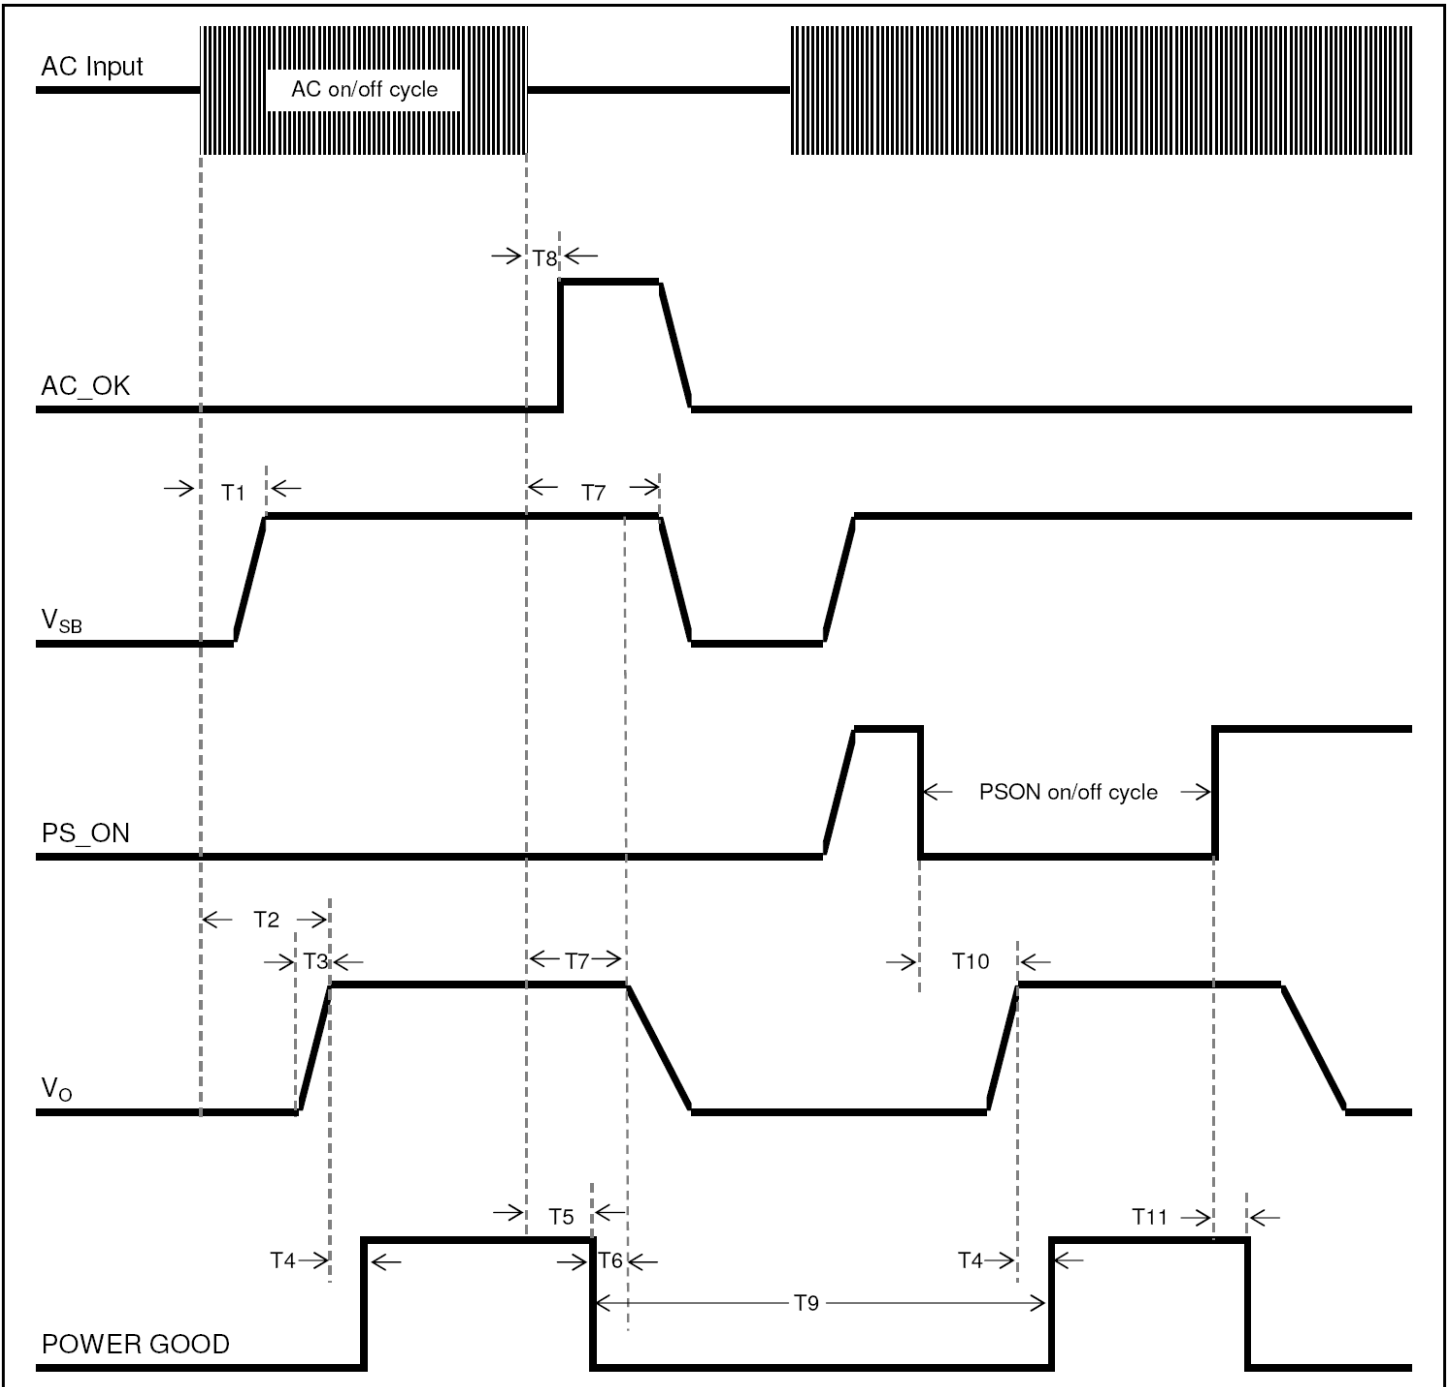 AC Input
AC on/off cycle
T8
AC_OK
T1
T7
VSB
PSON on/off cycle
PS_ON
T2
T3
T7
T10
VO
T5
T11
T4
T6
T4
T9
POWER GOOD